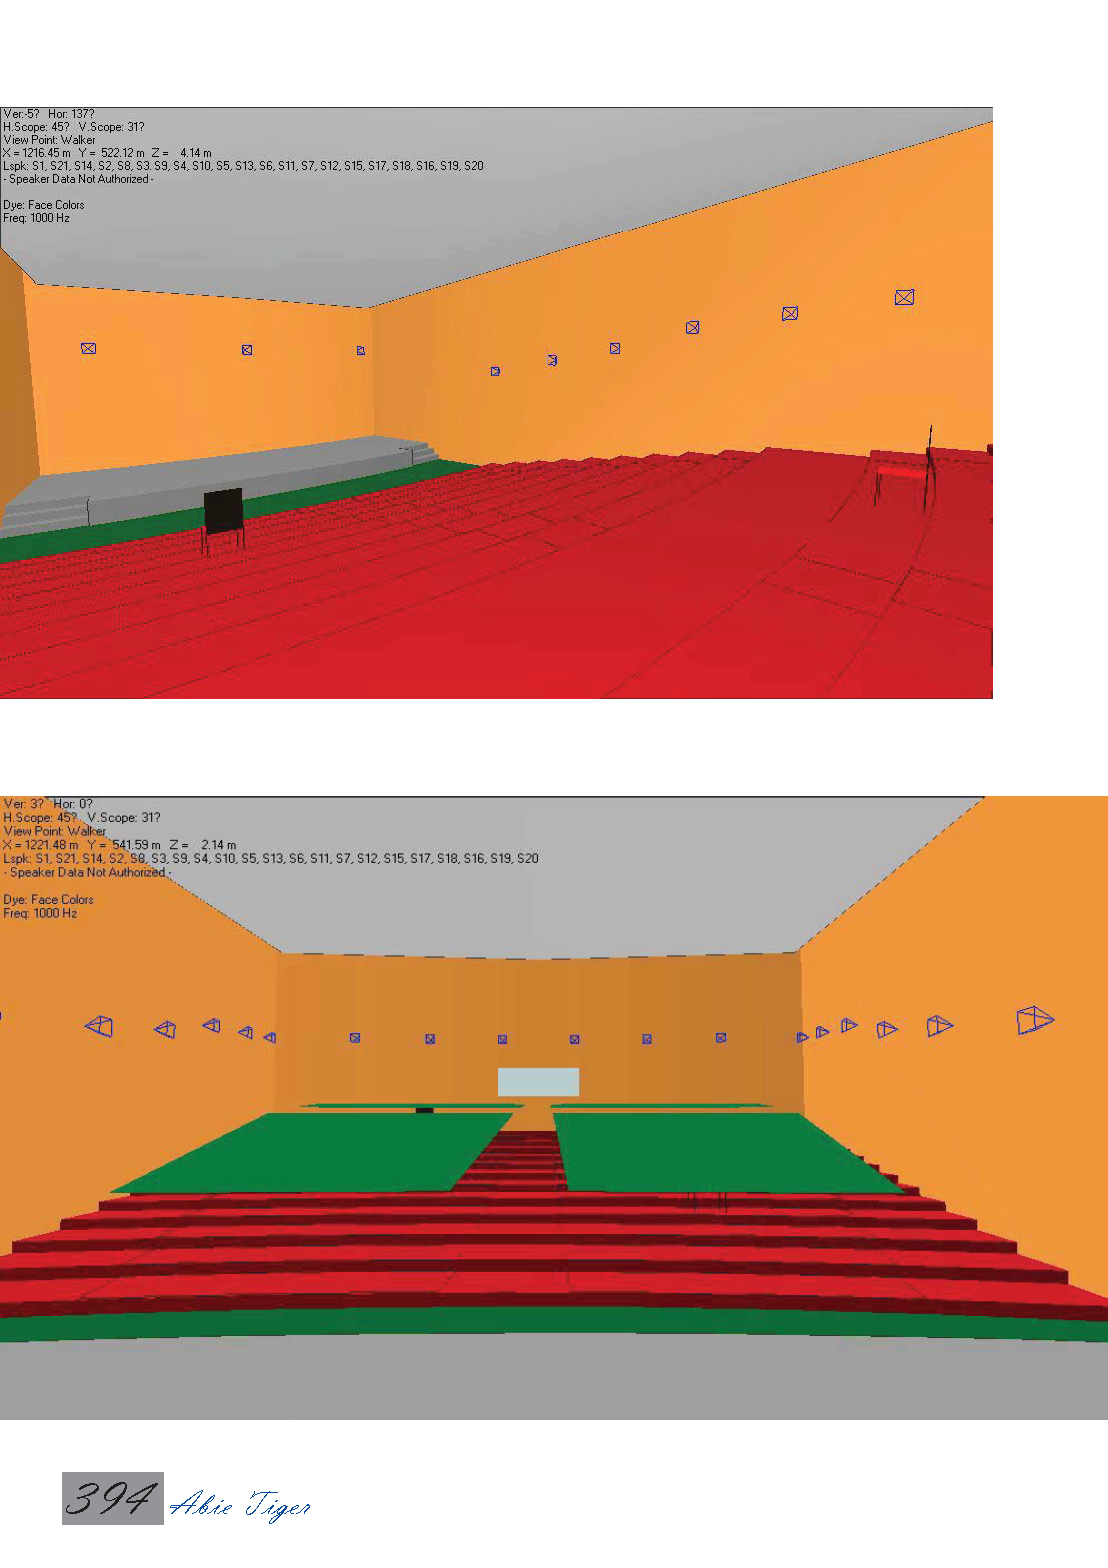 Ver:-5? Hor: 137?
H.Scope: 45? V.Scope: 31?
View Point: Walker
X = 1216.45 m Y = 522.12 m Z = 4.14 m
Lspk: S1, S21, S14, S2, S8, S3. S9, S4, S10, S5, S13, S6, S11, S7, S12, S15, S17, S18, S16, S19, S20
- Speaker Data Not Authorized -
Dye: Face Colors
Freq: 1000 Hz
Ver: 3? Hor: 0?
H.Scope: 45? V.Scope: 31?
View Point: Walker
X = 1221.48 m Y = 541.59 m Z = 2.14 m
Lspk: S1, S21, S14, S2, S8, S3, S9, S4, S10, S5, S13, S6, S11, S7, S12, S15, S17, S18, S16, S19, S20
- Speaker Data Not Authorized -
Dye: Face Colors
Freq: 1000 Hz
394 Abie Tiger